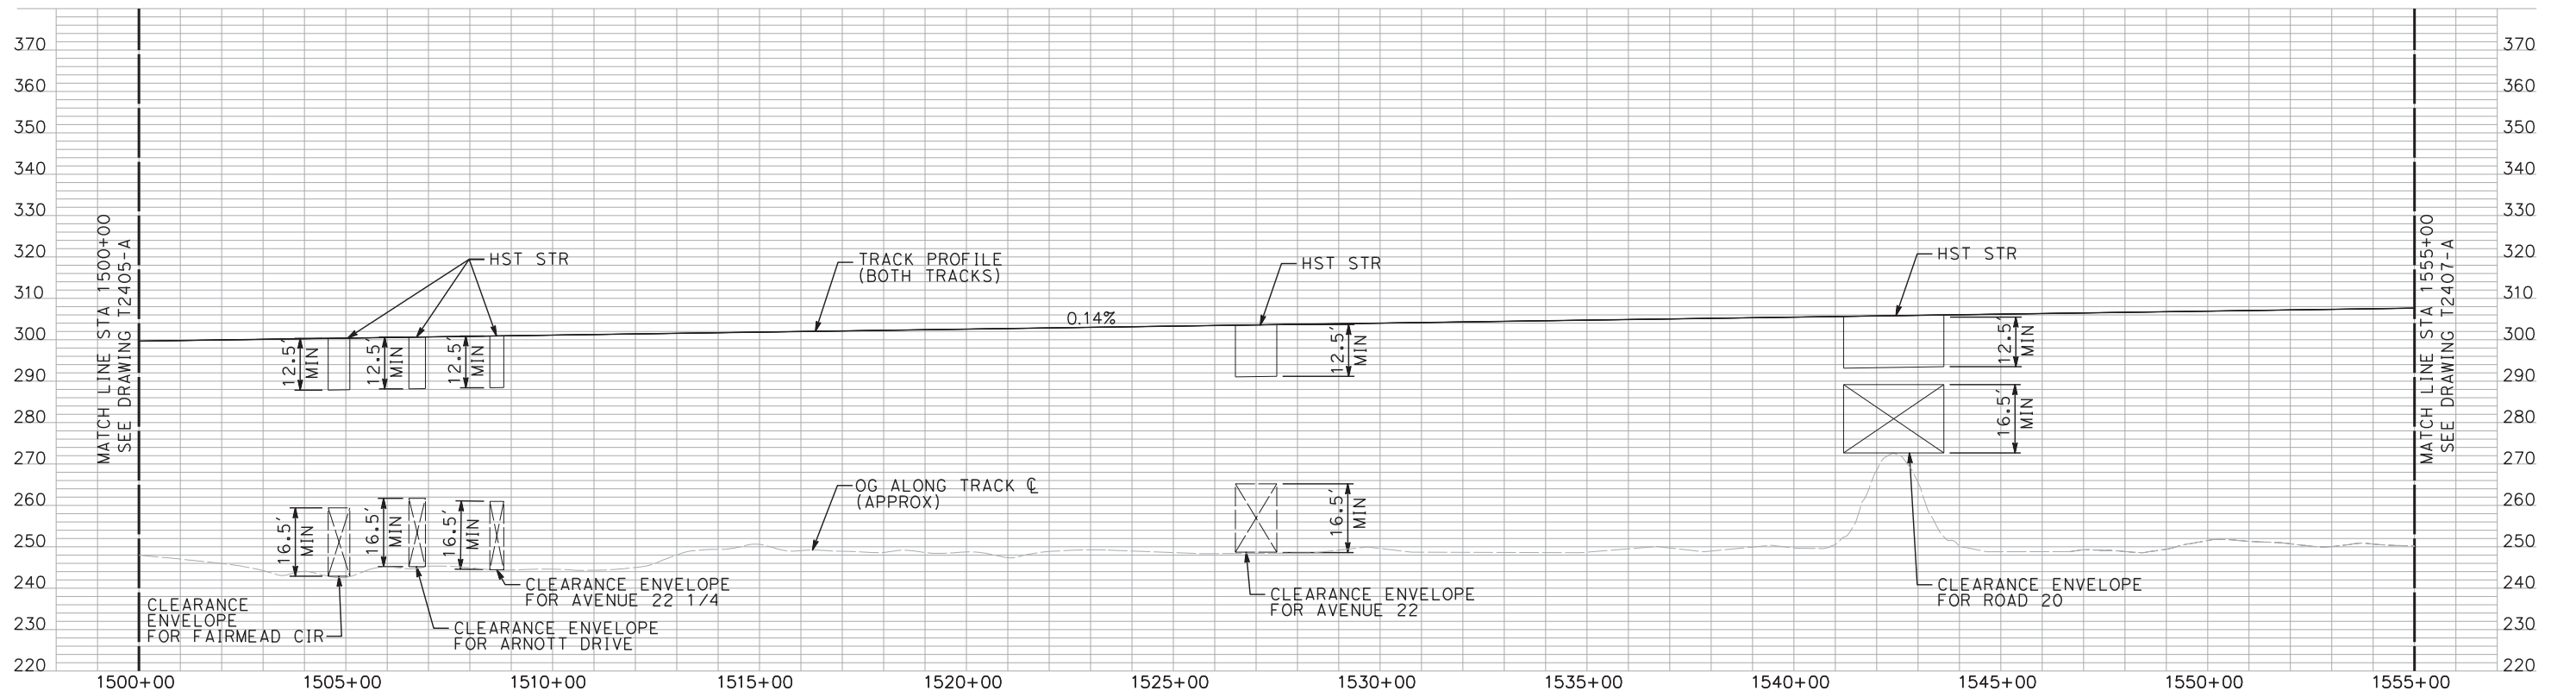 370
360
350
340
330
320
310
300
290
280
270
260
250
240
230
220
MATCH LINE STA 1500+00
SEE DRAWING T2405-A
HST STR
12.5'
MIN
12.5'
MIN
12.5'
MIN
16.5'
MIN
16.5'
MIN
16.5'
MIN
CLEARANCE
ENVELOPE
FOR FAIRMEAD CIR
CLEARANCE ENVELOPE
FOR ARNOTT DRIVE
CLEARANCE ENVELOPE
FOR AVENUE 22 1/4
TRACK PROFILE
(BOTH TRACKS)
0.14%
OG ALONG TRACK ℄
(APPROX)
HST STR
12.5'
MIN
16.5'
MIN
CLEARANCE ENVELOPE
FOR AVENUE 22
HST STR
12.5'
MIN
16.5'
MIN
CLEARANCE ENVELOPE
FOR ROAD 20
MATCH LINE STA 1555+00
SEE DRAWING T2407-A
370
360
350
340
330
320
310
300
290
280
270
260
250
240
230
220
1500+00
1505+00
1510+00
1515+00
1520+00
1525+00
1530+00
1535+00
1540+00
1545+00
1550+00
1555+00